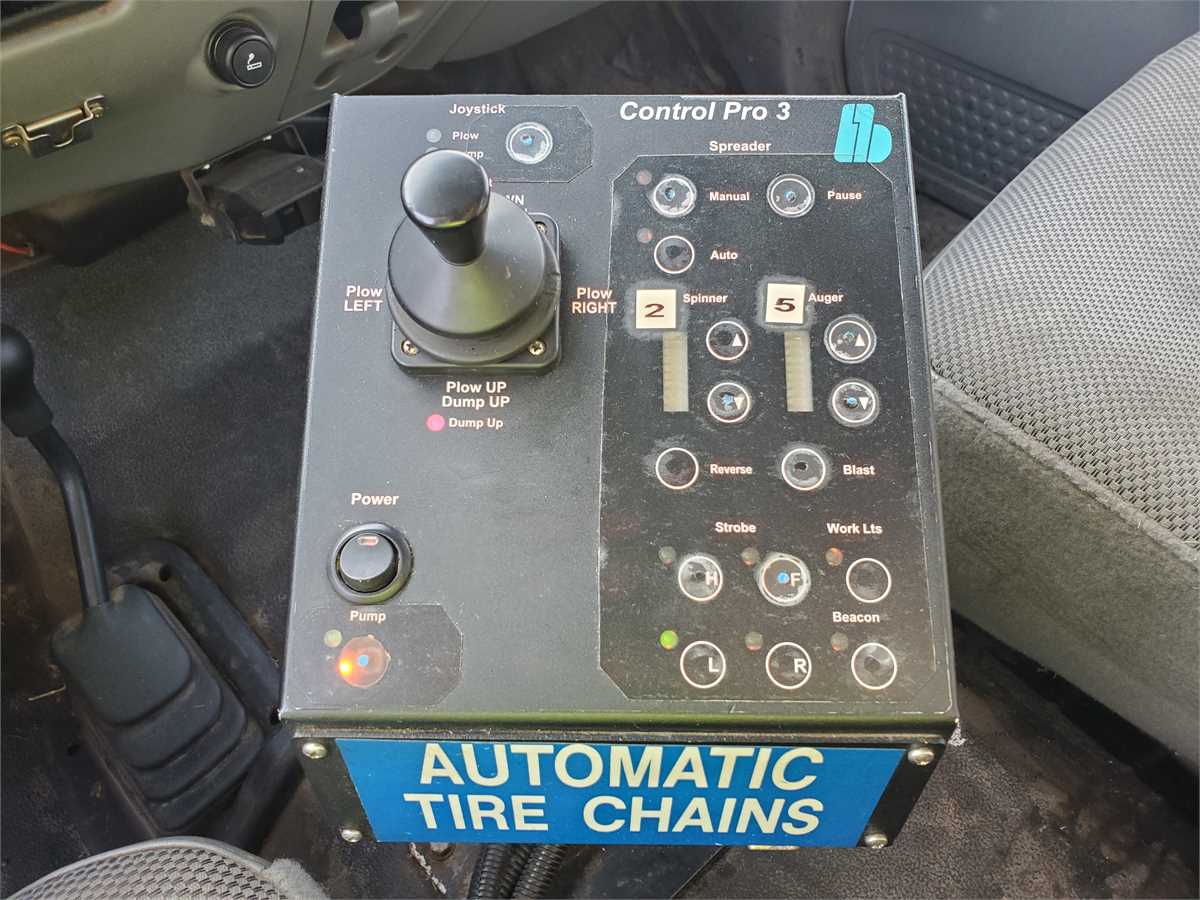 Joystick
Control Pro 3
Plow
Spreader
Manual
Pause
Auto
Plow
LEFT
Plow
RIGHT
2
Spinner
5
Auger
Plow UP
Dump UP
Dump Up
Reverse
Blast
Power
Strobe
Work Lts
H
F
Pump
Beacon
L
R
AUTOMATIC
TIRE CHAINS